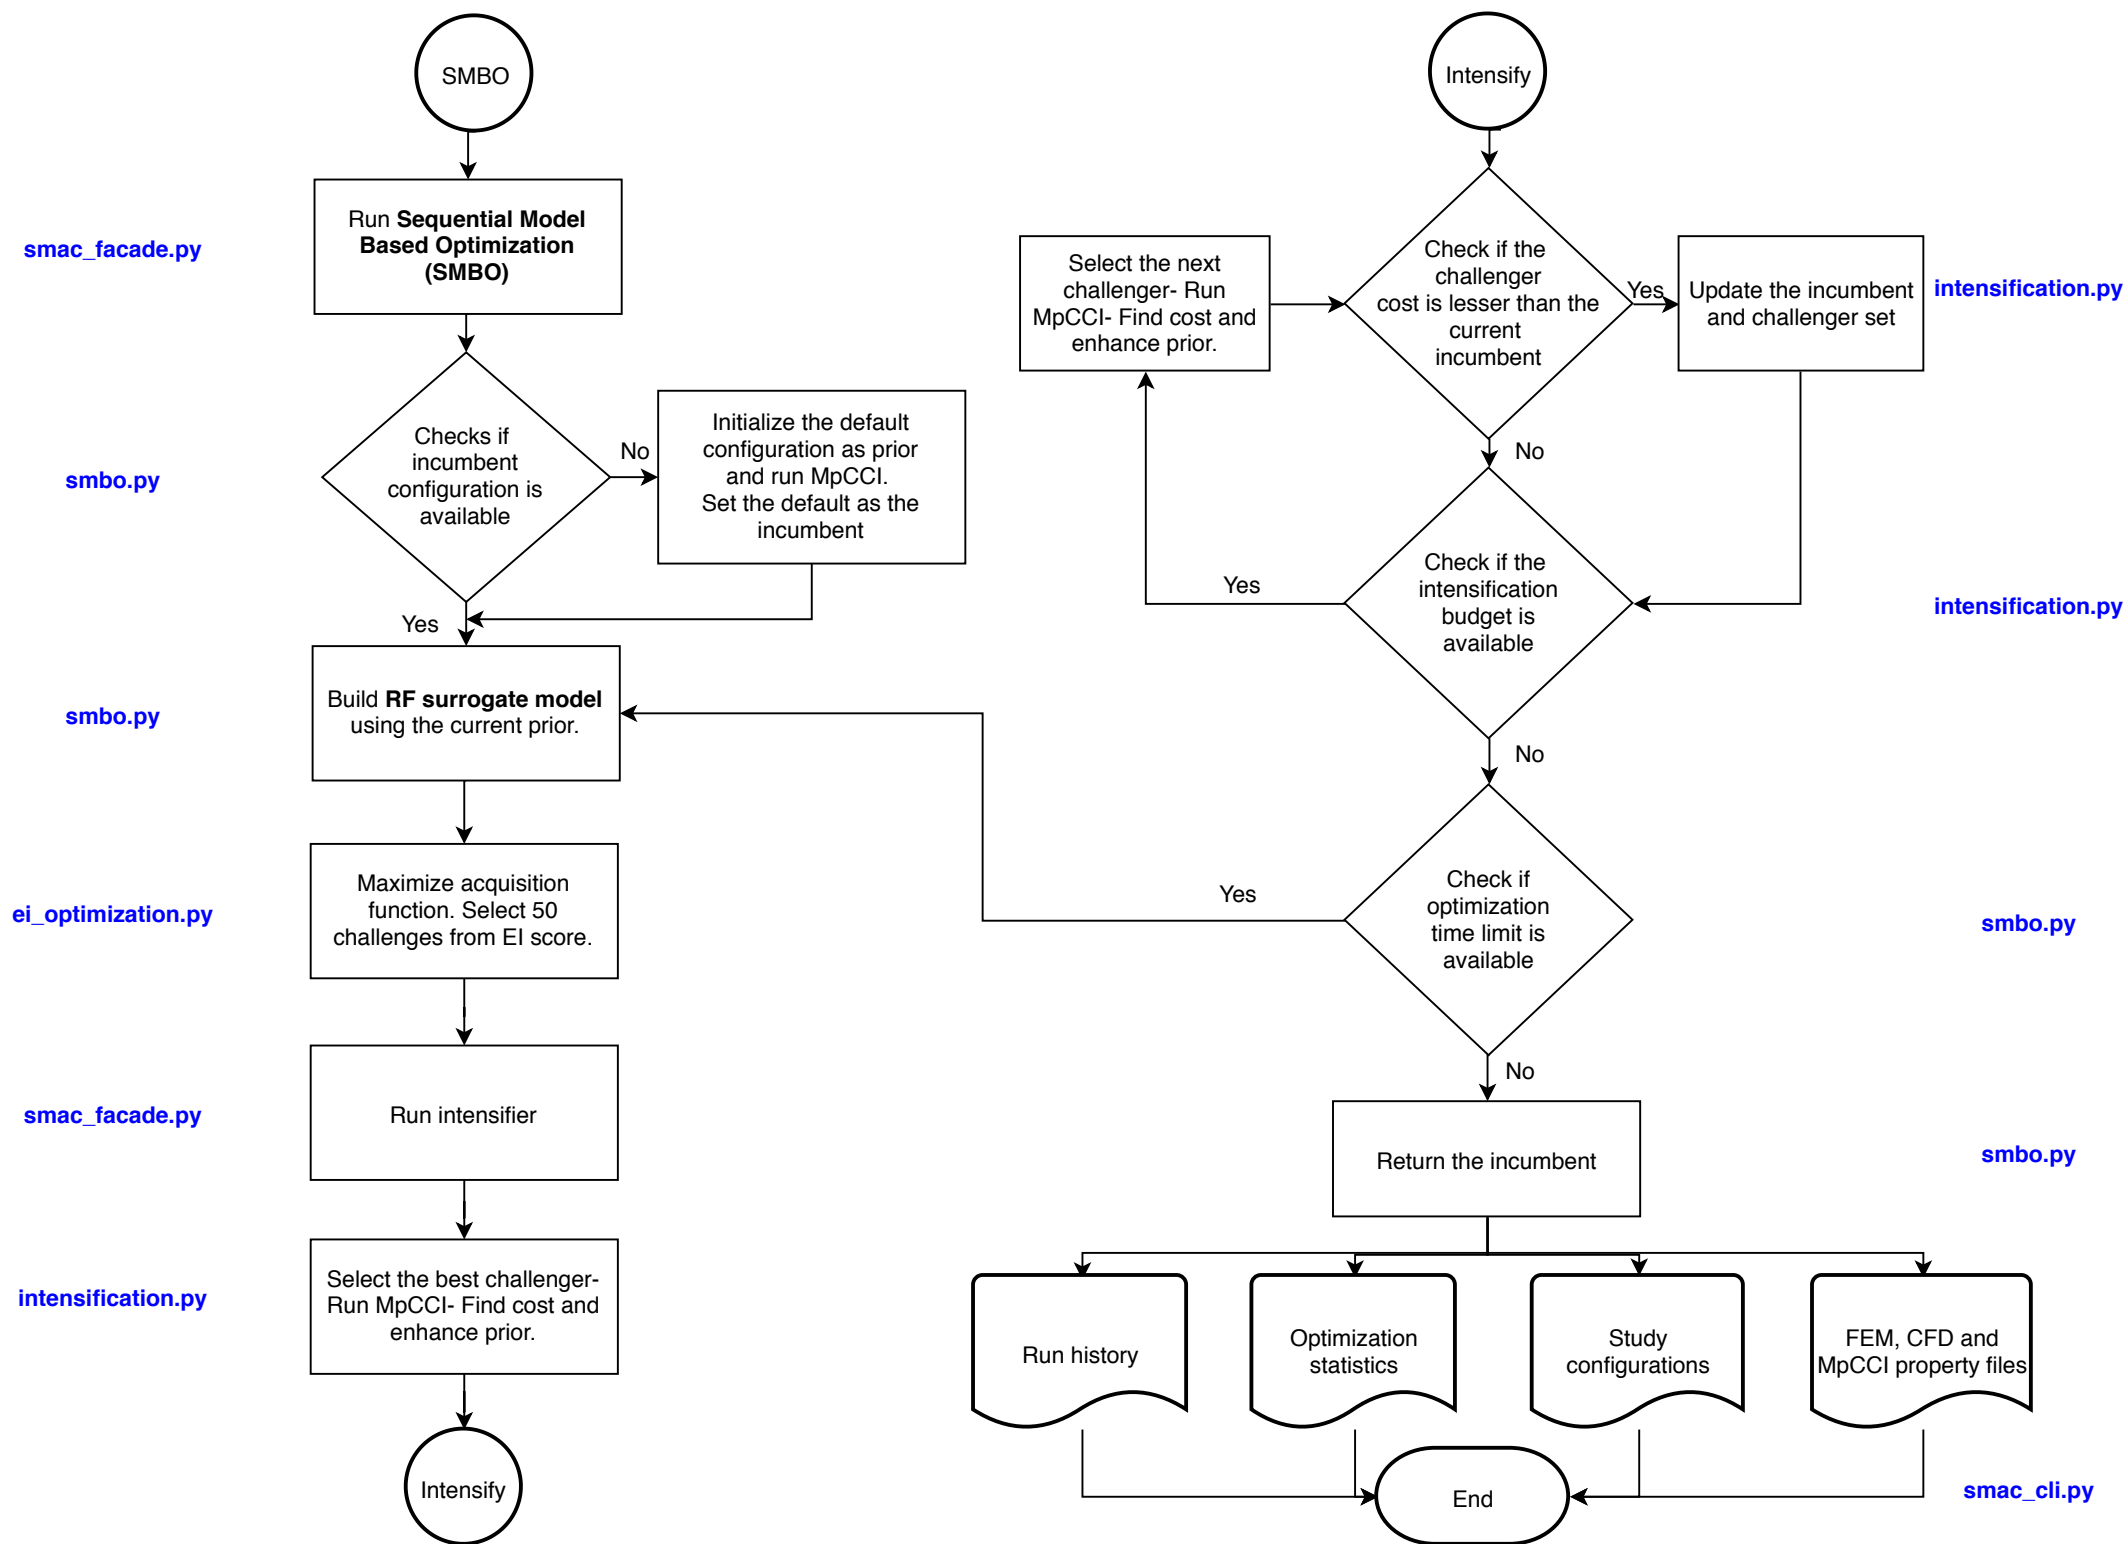 SMBO
smac_facade.py
Run Sequential Model
Based Optimization
(SMBO)
smbo.py
Checks if
incumbent
configuration is
available
No
Initialize the default
configuration as prior
and run MpCCI.
Set the default as the
incumbent
Yes
smbo.py
Build RF surrogate model
using the current prior.
ei_optimization.py
Maximize acquisition
function. Select 50
challenges from EI score.
smac_facade.py
Run intensifier
intensification.py
Select the best challenger-
Run MpCCI- Find cost and
enhance prior.
Intensify
Intensify
Select the next
challenger- Run
MpCCI- Find cost and
enhance prior.
Check if the
challenger
cost is lesser than the
current
incumbent
Yes
Update the incumbent
and challenger set
intensification.py
No
Yes
Check if the
intensification
budget is
available
intensification.py
No
Yes
Check if
optimization
time limit is
available
smbo.py
No
Return the incumbent
smbo.py
Run history
Optimization
statistics
Study
configurations
FEM, CFD and
MpCCI property files
End
smac_cli.py